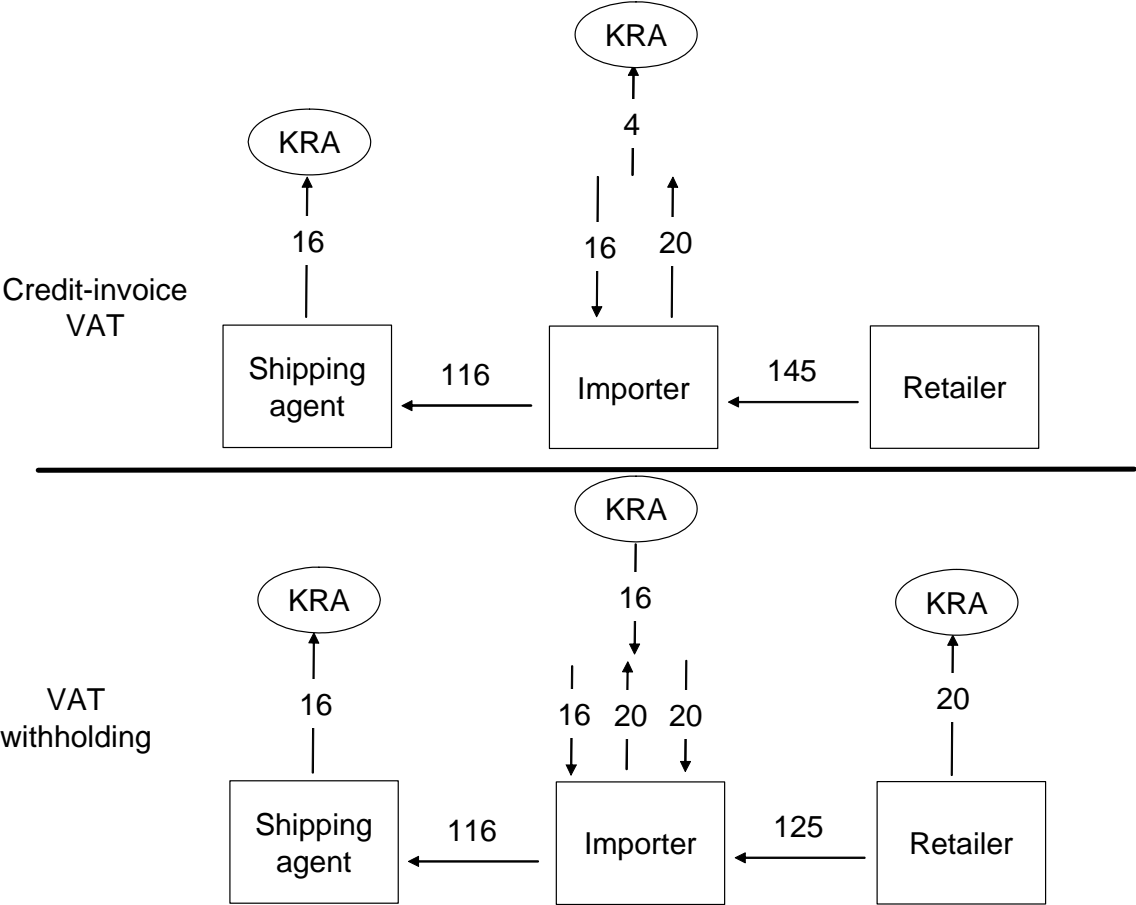 KRA
4
KRA
16
16
20
Credit-invoice
VAT
Shipping
agent
116
Importer
145
Retailer
KRA
16
KRA
KRA
16
16
20
20
20
VAT
withholding
Shipping
agent
116
Importer
125
Retailer